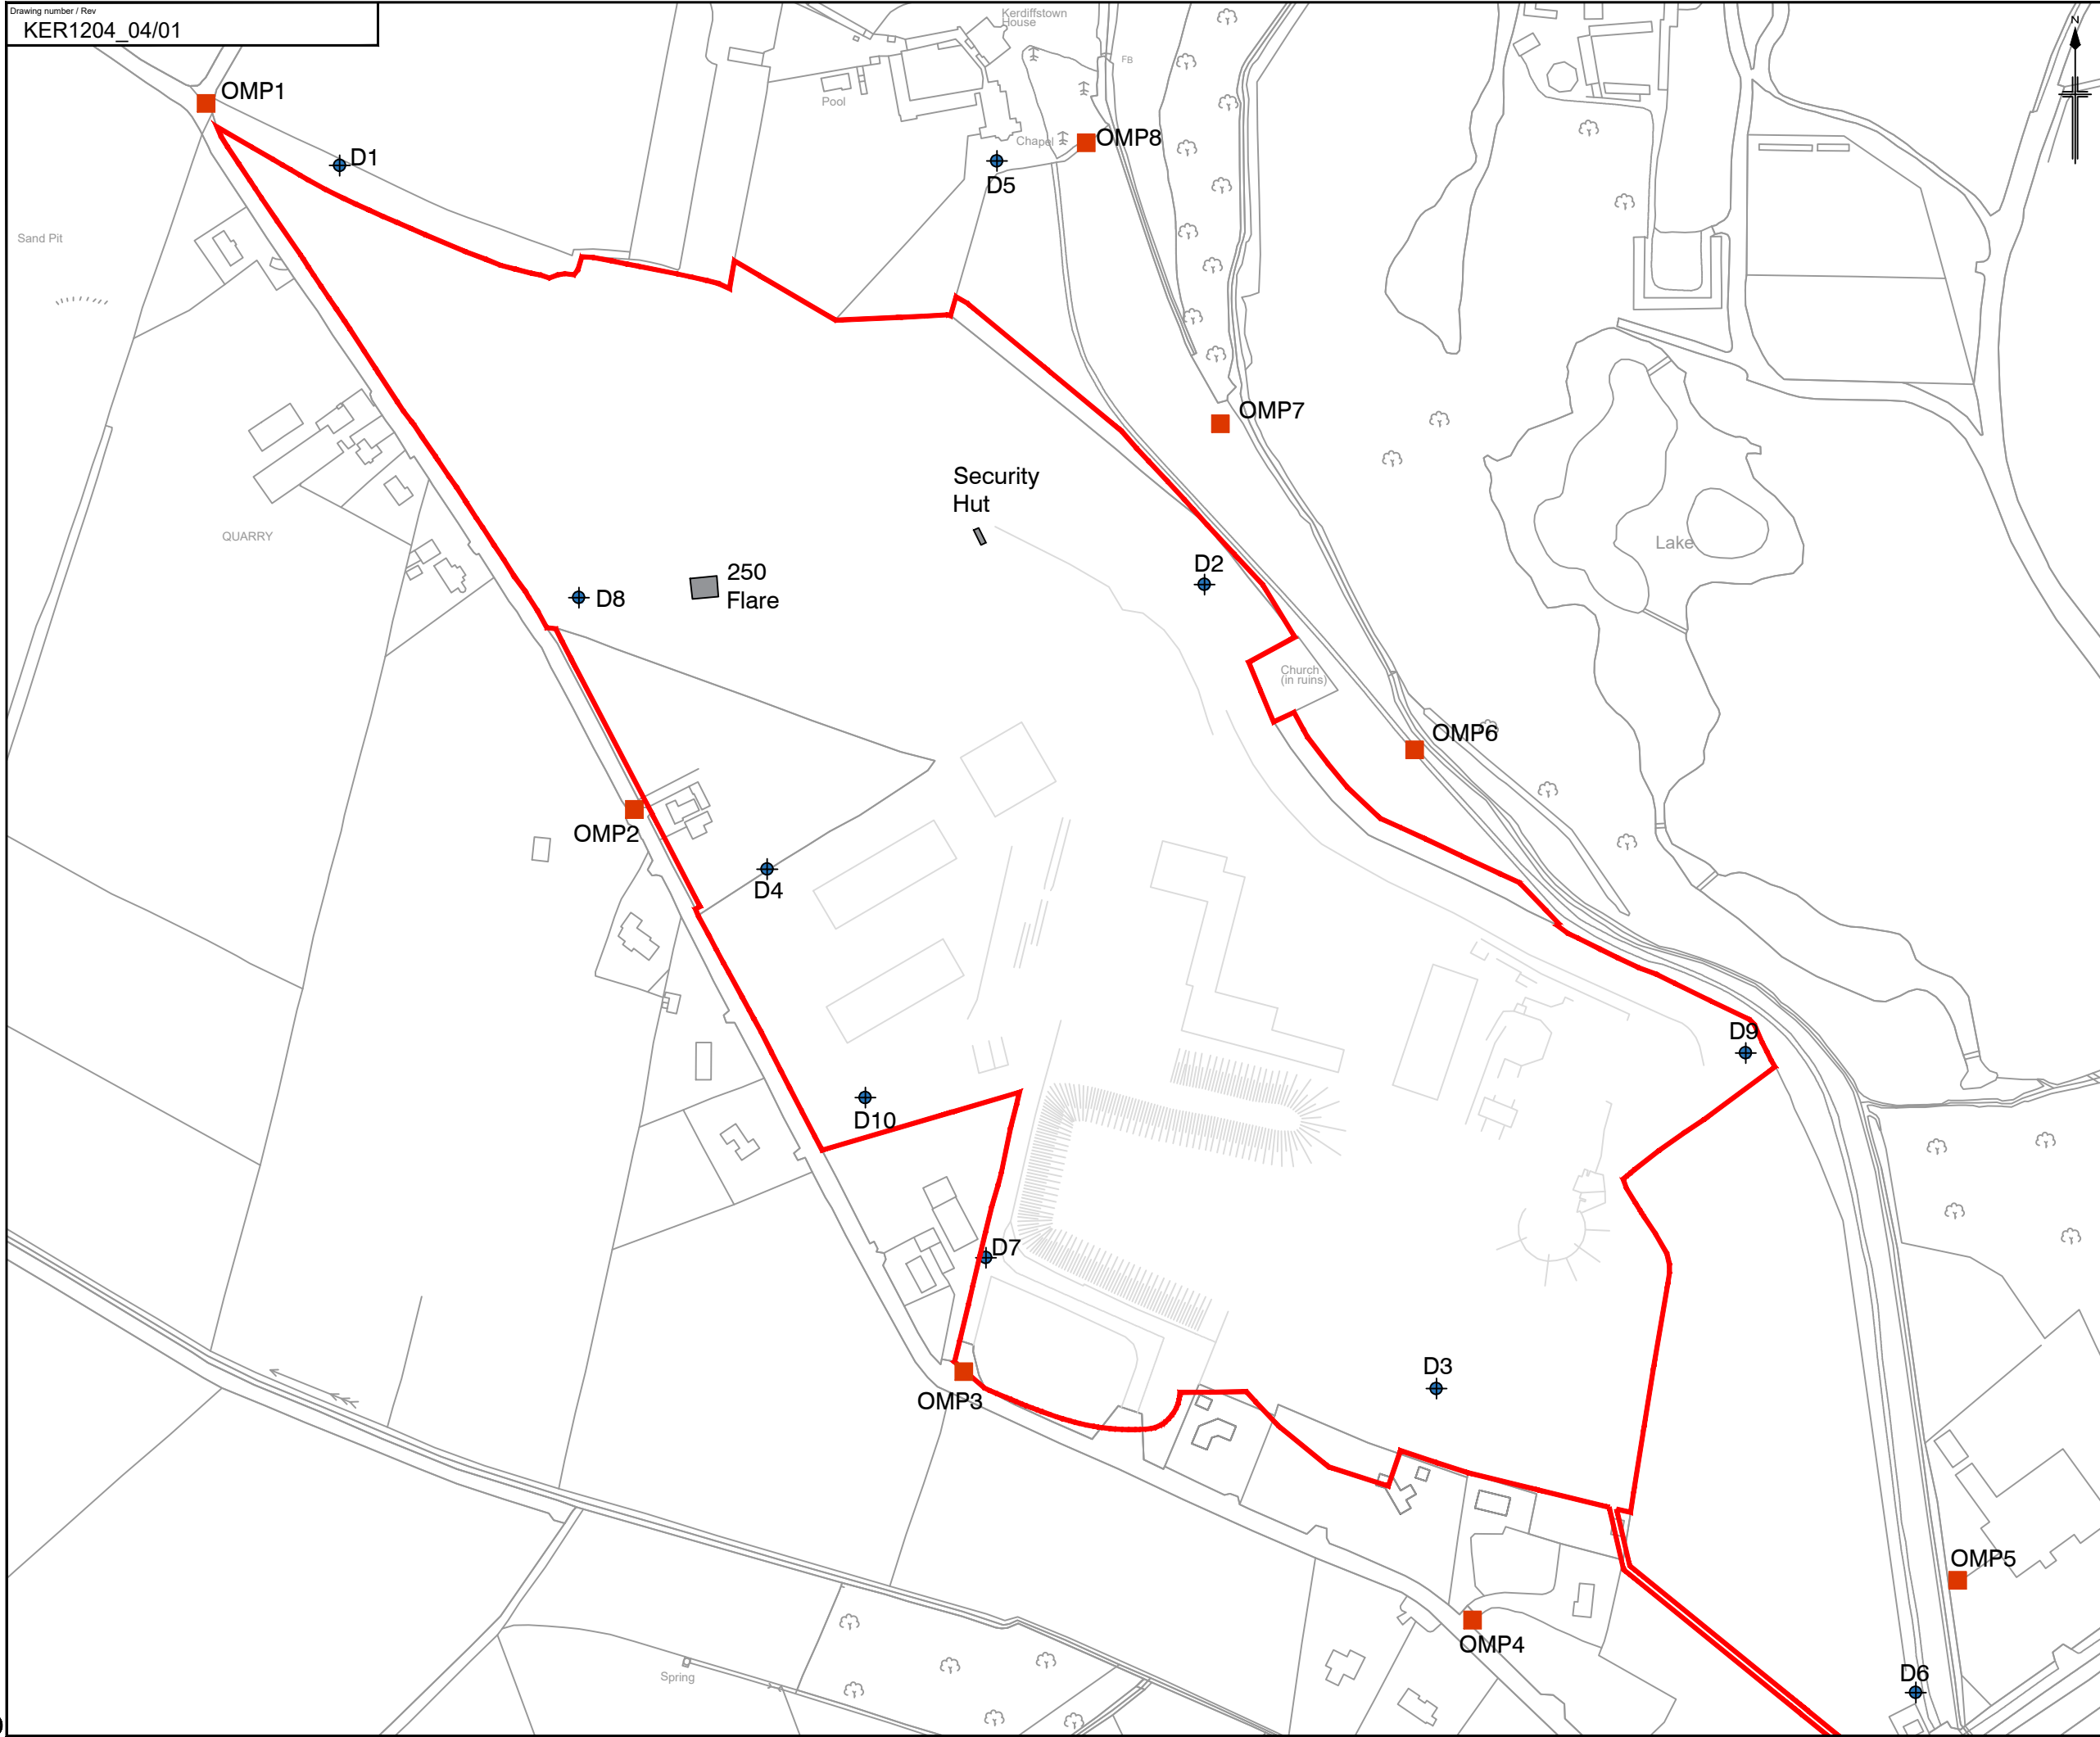 Drawing number / Rev
KER1204_04/01
Kerdiffstown
House
N
FB
OMP1
Pool
Chapel
OMP8
D1
D5
Sand Pit
OMP7
Security
Hut
QUARRY
Lake
D2
250
Flare
D8
Church
(in ruins)
OMP6
OMP2
D4
D9
D10
D7
D3
OMP3
OMP5
OMP4
Spring
D6